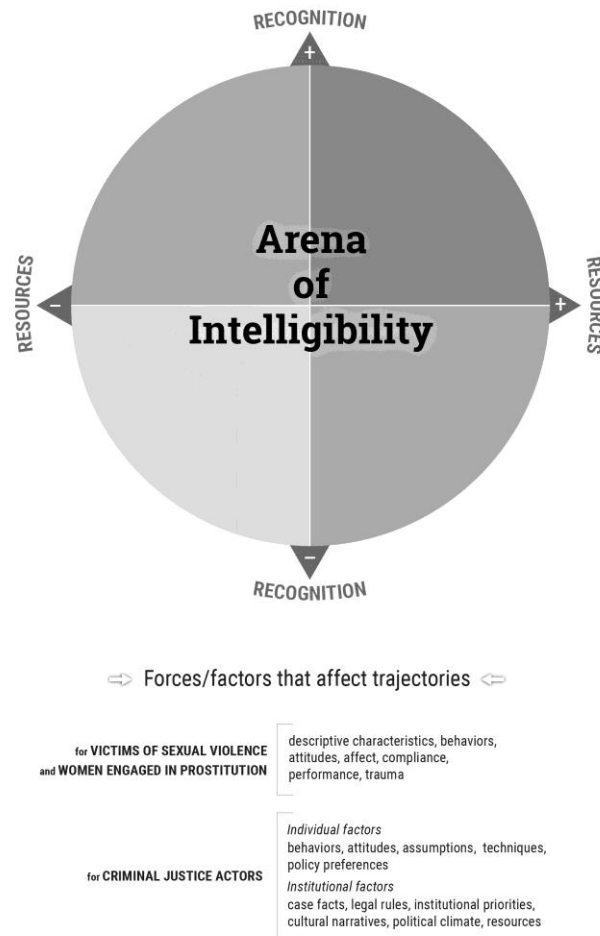 RECOGNITION
+
Arena
of
Intelligibility
RESOURCES
–
+
RESOURCES
–
RECOGNITION
⇨ Forces/factors that affect trajectories ⇦
for VICTIMS OF SEXUAL VIOLENCE
and WOMEN ENGAGED IN PROSTITUTION
descriptive characteristics, behaviors,
attitudes, affect, compliance,
performance, trauma
for CRIMINAL JUSTICE ACTORS
Individual factors
behaviors, attitudes, assumptions, techniques,
policy preferences
Institutional factors
case facts, legal rules, institutional priorities,
cultural narratives, political climate, resources